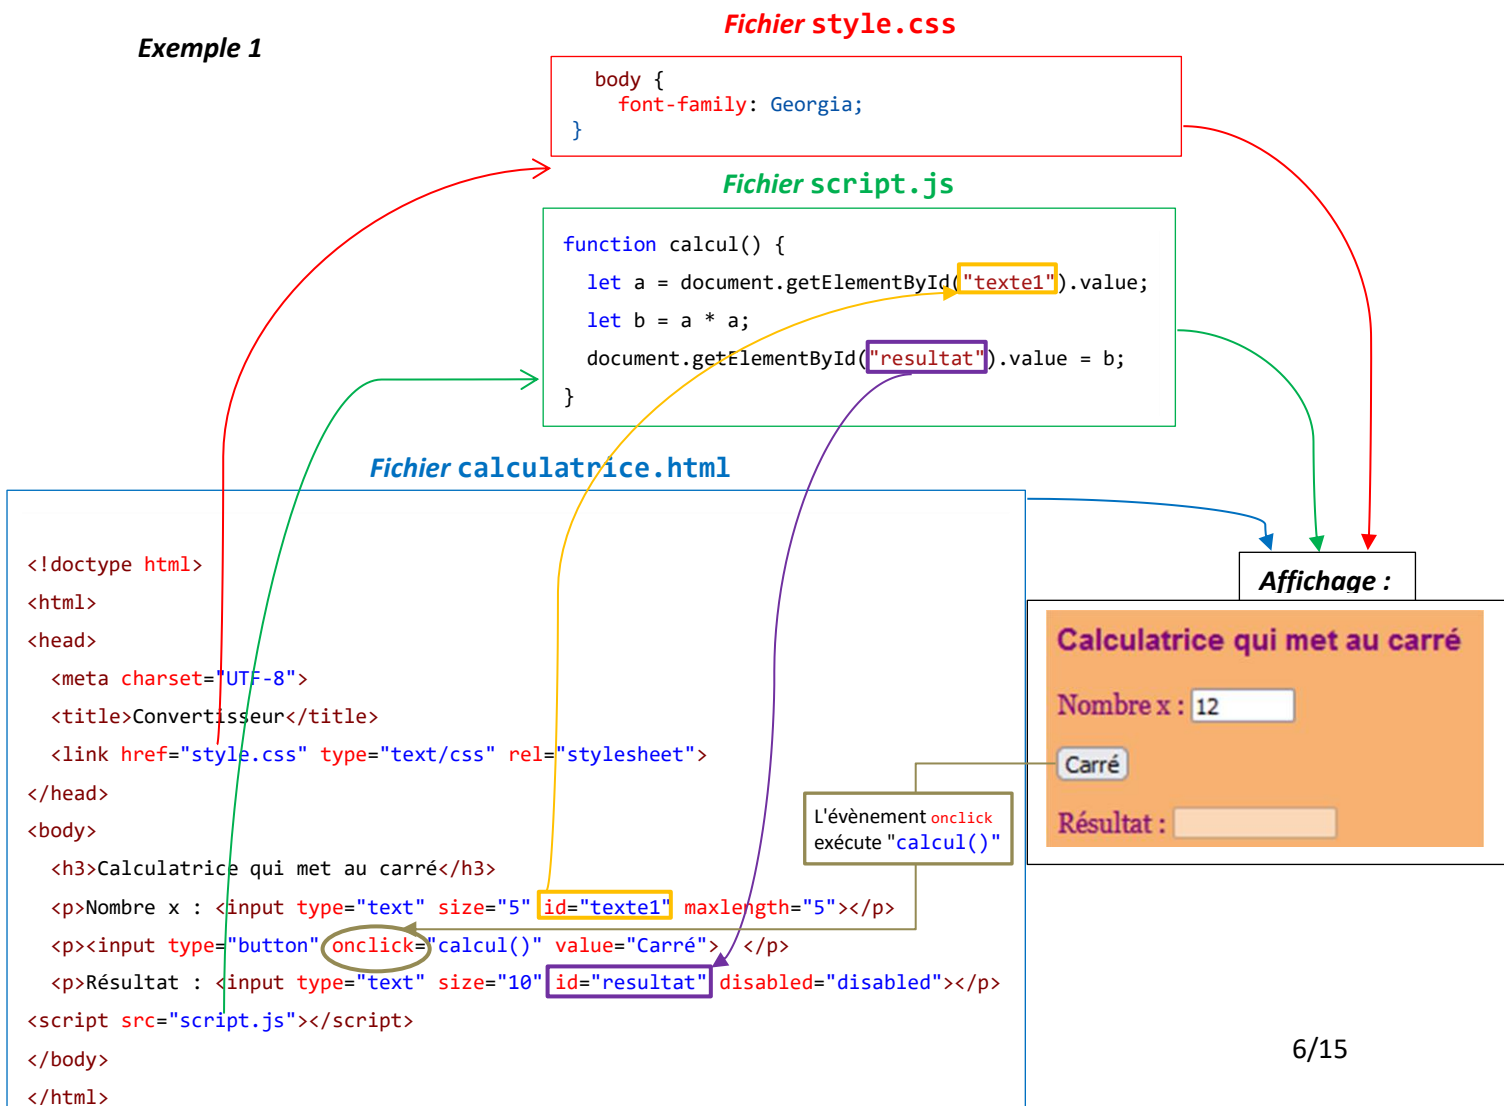 Exemple 1
Fichier style.css
body {
font-family: Georgia;
}
Fichier script.js
function calcul() {
let a = document.getElementById("texte1").value;
let b = a * a;
document.getElementById("resultat").value = b;
}
Fichier calculatrice.html
<!doctype html>
<html>
<head>
<meta charset="UTF-8">
<title>Convertisseur</title>
<link href="style.css" type="text/css" rel="stylesheet">
</head>
<body>
<h3>Calculatrice qui met au carré</h3>
<p>Nombre x : <input type="text" size="5" id="texte1" maxlength="5"></p>
<p><input type="button" onclick="calcul()" value="Carré">  </p>
<p>Résultat : <input type="text" size="10" id="resultat" disabled="disabled"></p>
<script src="script.js"></script>
</body>
</html>
L'évènement onclick
exécute "calcul()"
Affichage :
Calculatrice qui met au carré
Nombre x : 12
Carré
Résultat :
6/15